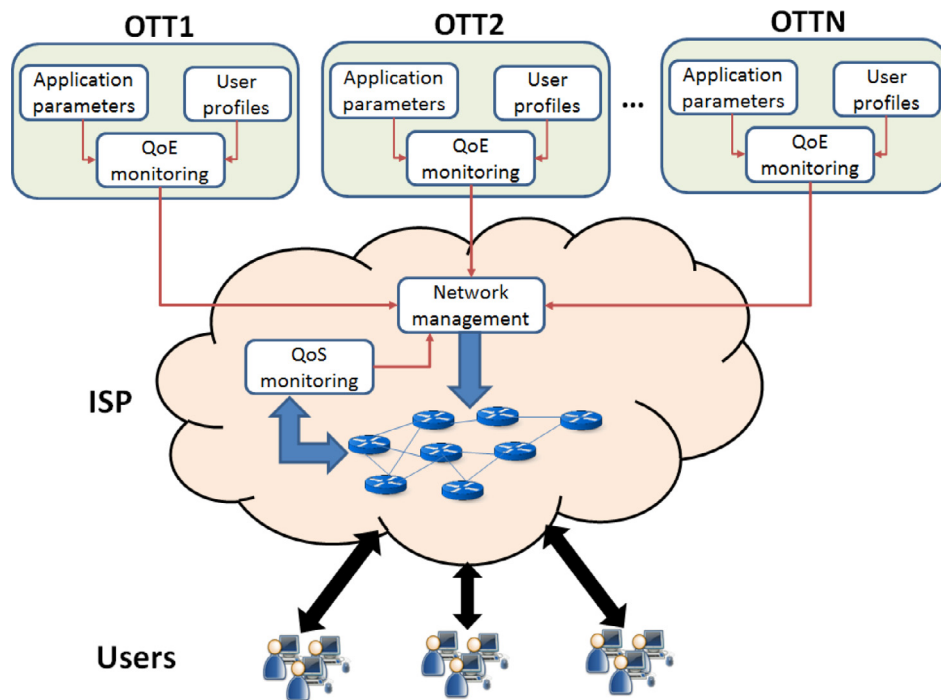 OTT1
OTT2
OTTN
Application
parameters
User
profiles
QoE
monitoring
Application
parameters
User
profiles
QoE
monitoring
...
Application
parameters
User
profiles
QoE
monitoring
Network
management
QoS
monitoring
ISP
Users